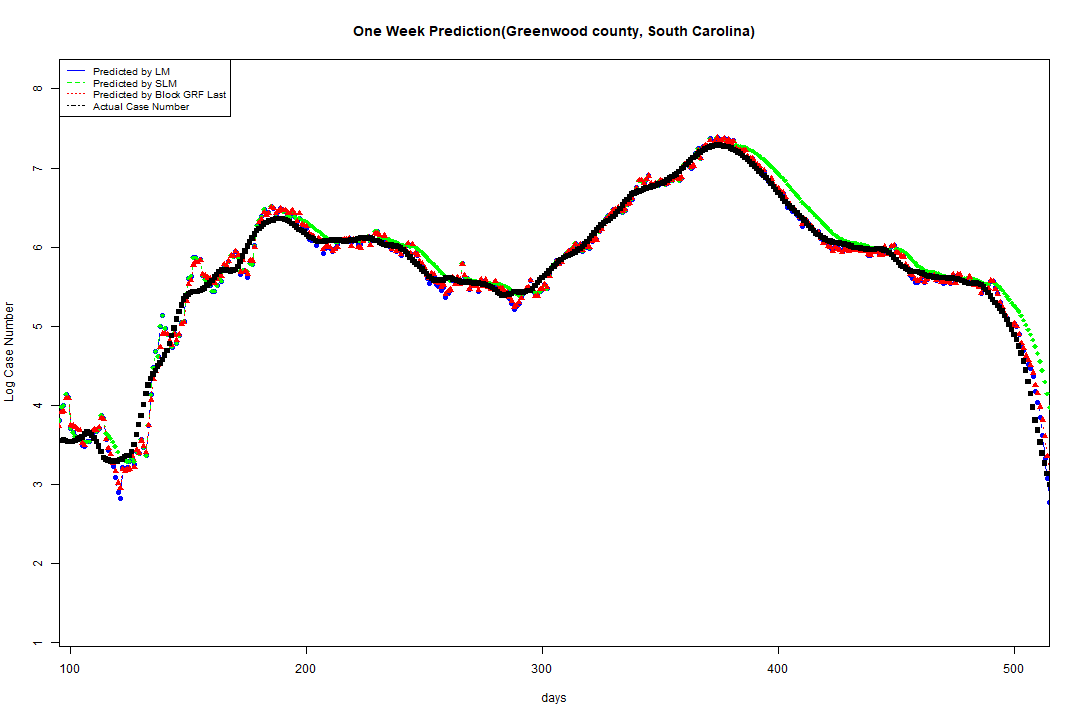 One Week Prediction(Greenwood county, South Carolina)
Predicted by LM
Predicted by SLM
Predicted by Block GRF Last
Actual Case Number
8
7
6
5
4
3
2
1
Log Case Number
100 200 300 400 500
days